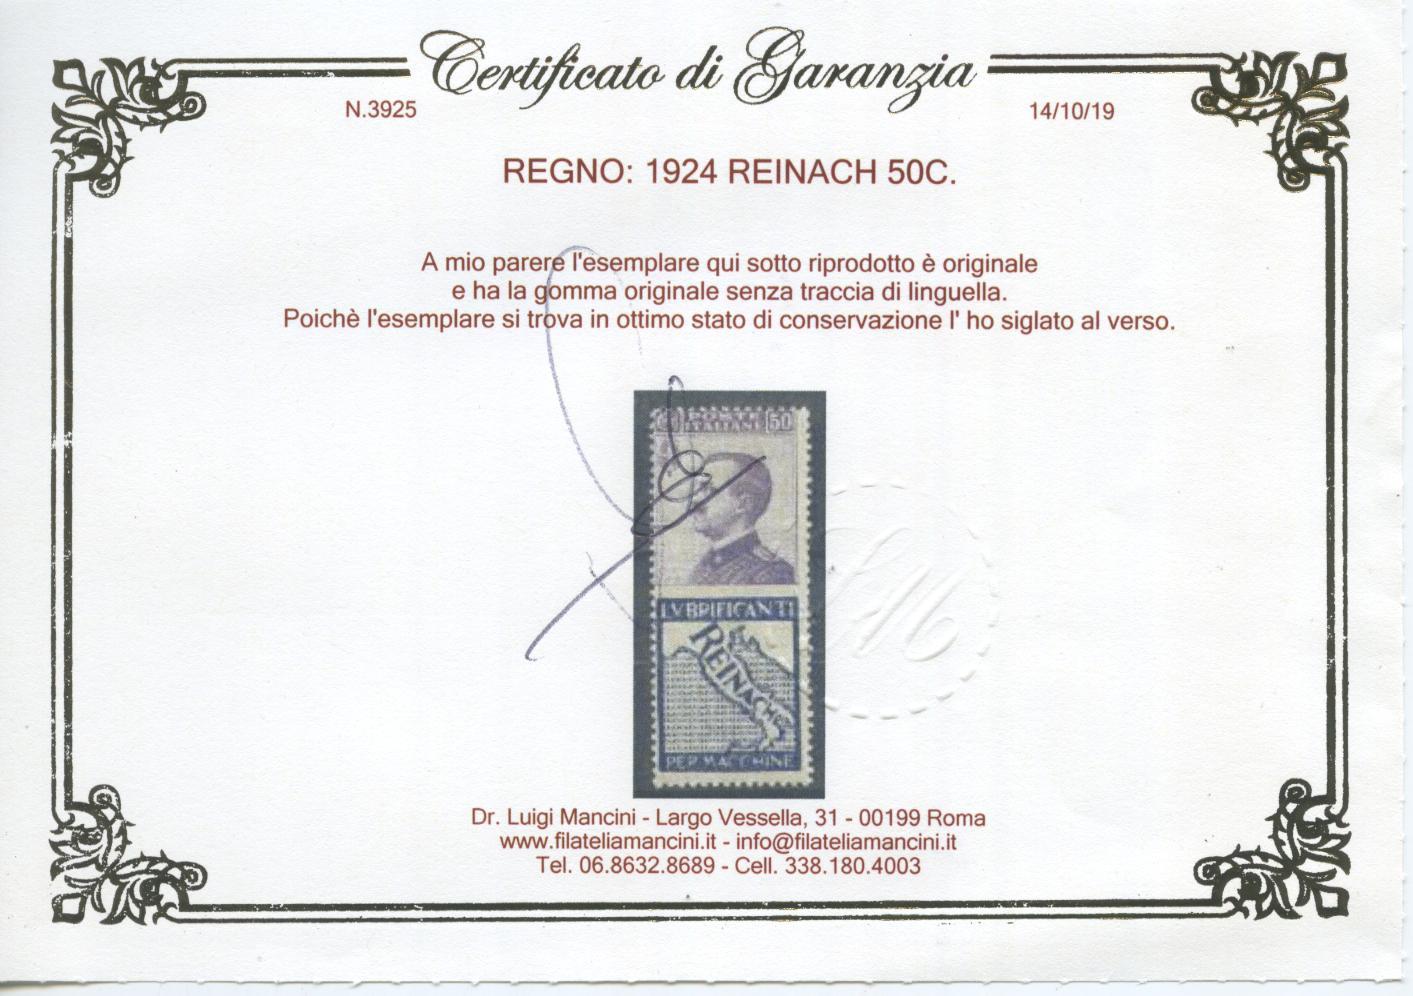 Certificato di Garanzia
N.3925
14/10/19
REGNO: 1924 REINACH 50C.
A mio parere l'esemplare qui sotto riprodotto è originale
e ha la gomma originale senza traccia di linguella.
Poichè l'esemplare si trova in ottimo stato di conservazione l' ho siglato al verso.
POSTE
ITALIANE
50
LVBRIFICANTI
REINACH
PER MACCHINE
Dr. Luigi Mancini - Largo Vessella, 31 - 00199 Roma
www.filateliamancini.it - info@filateliamancini.it
Tel. 06.8632.8689 - Cell. 338.180.4003